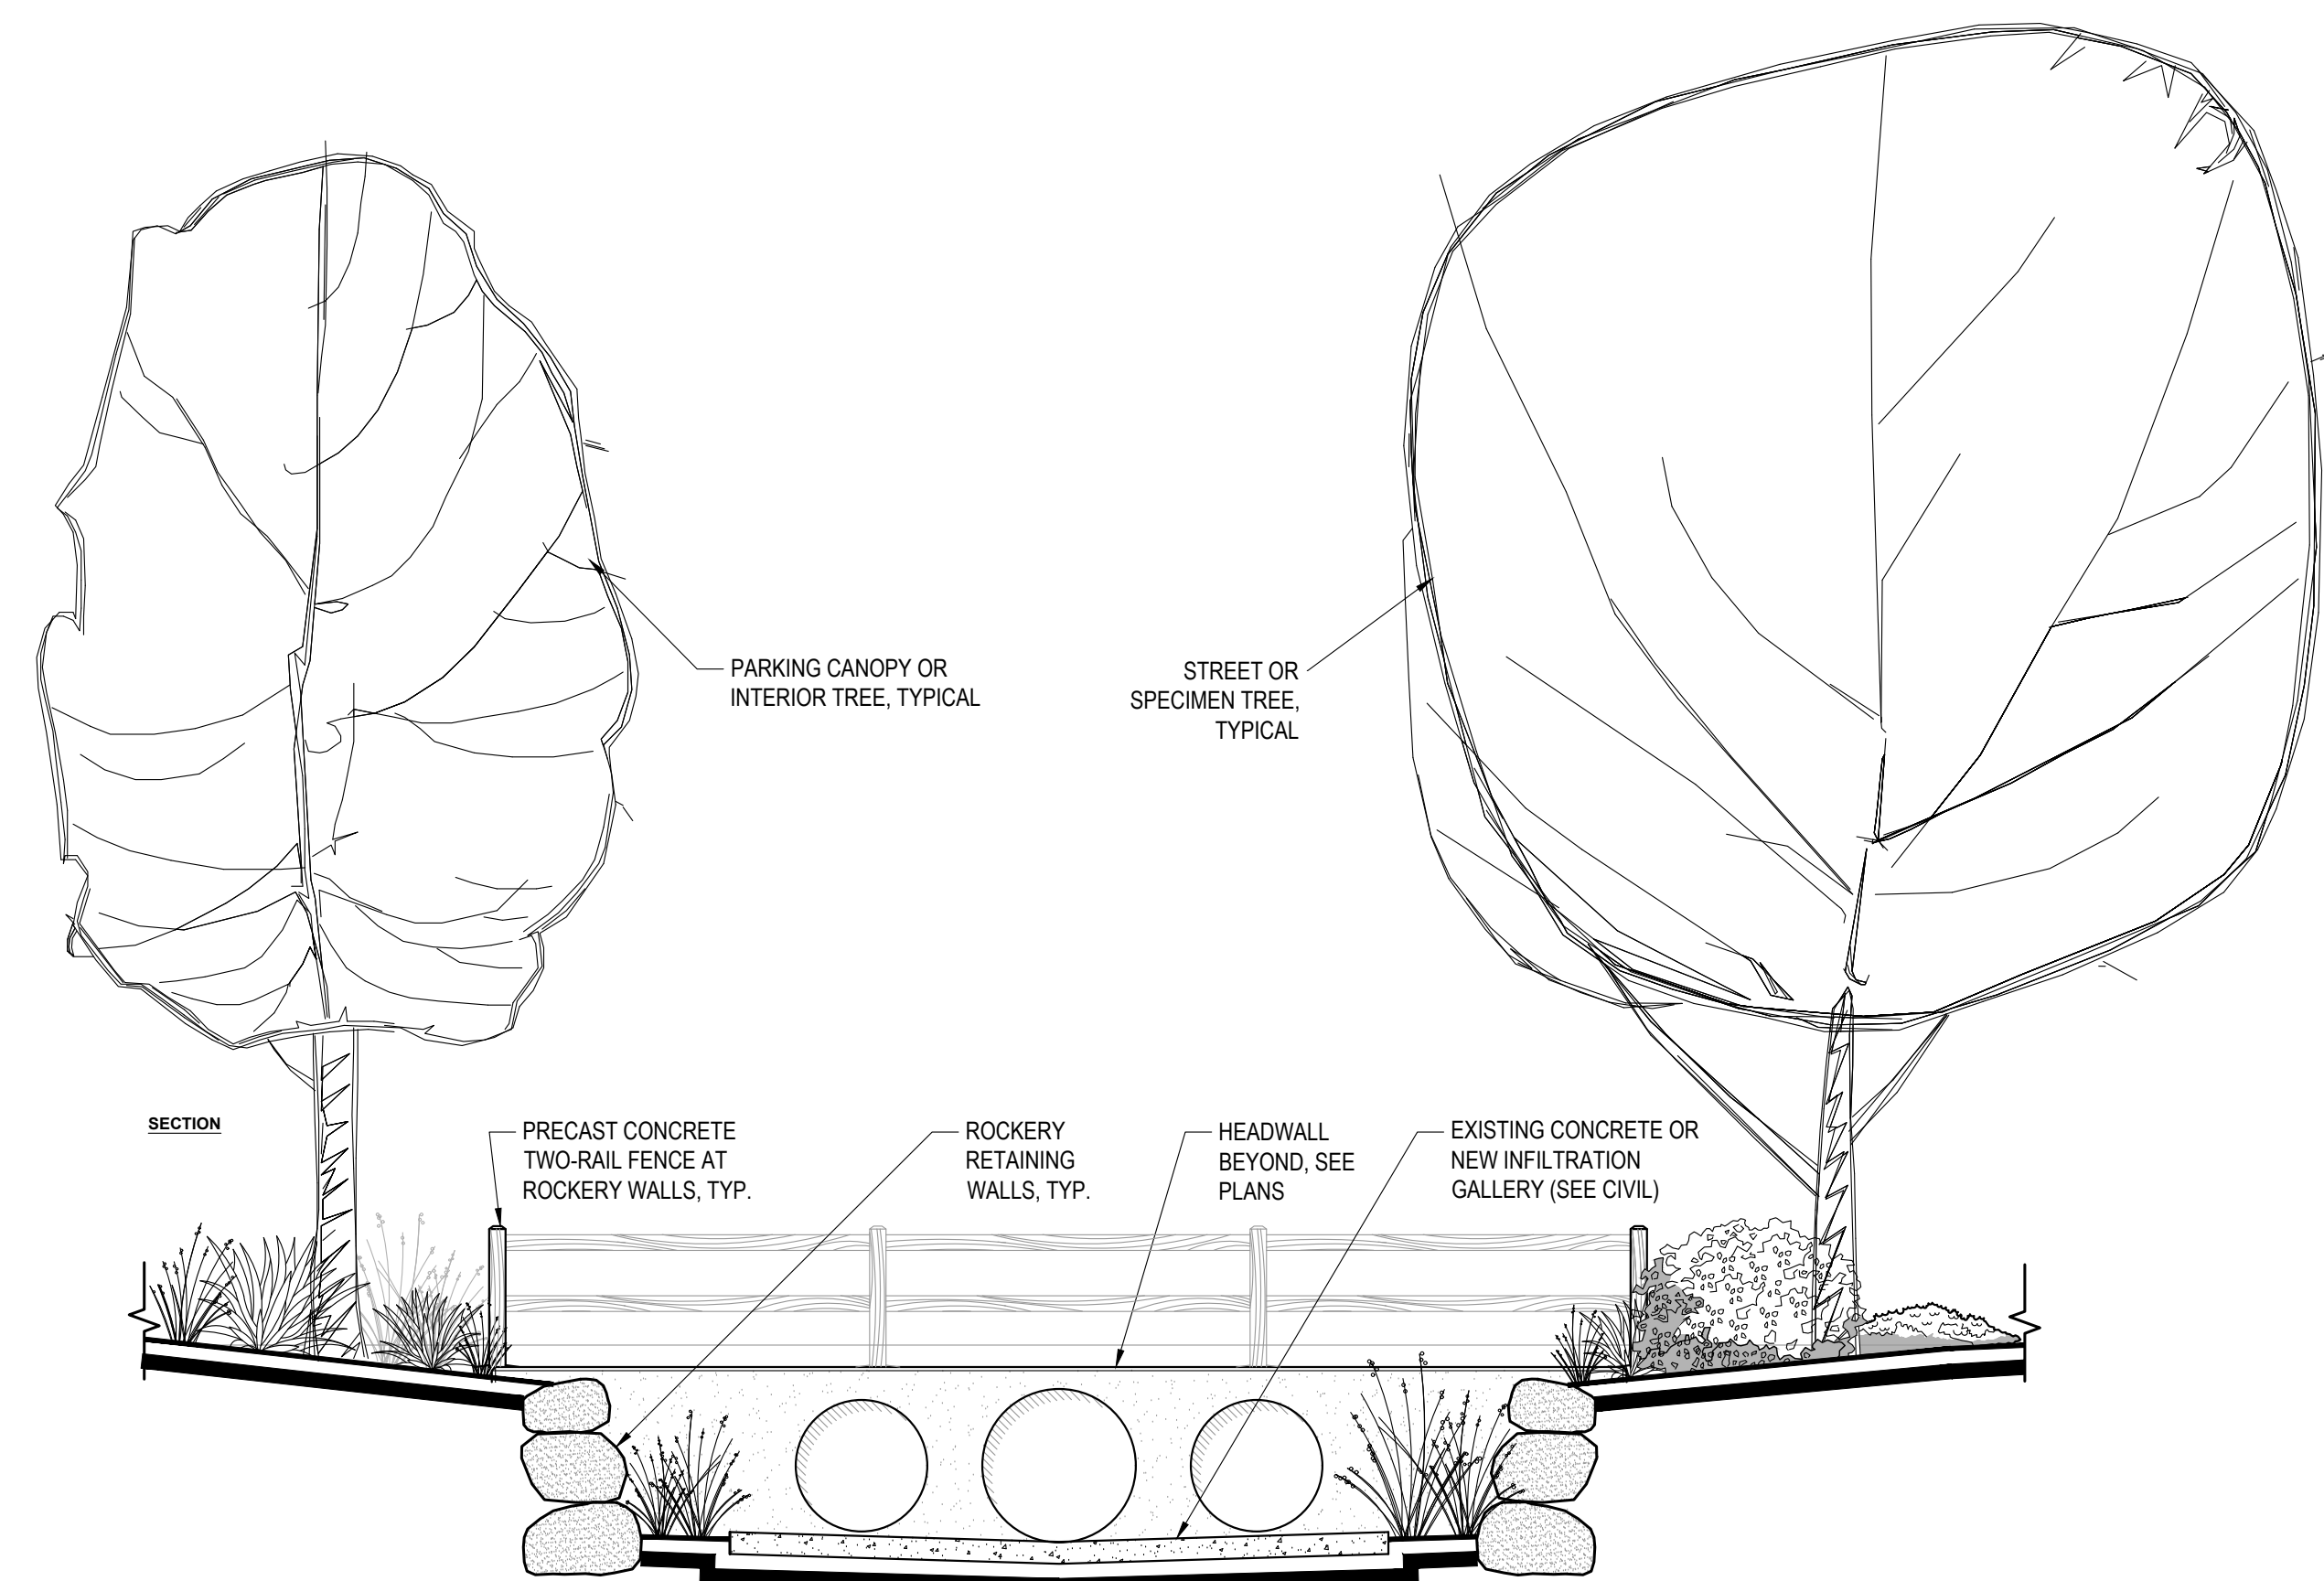 PARKING CANOPY OR
INTERIOR TREE, TYPICAL
STREET OR
SPECIMEN TREE,
TYPICAL
SECTION
PRECAST CONCRETE
TWO-RAIL FENCE AT
ROCKERY WALLS, TYP.
ROCKERY
RETAINING
WALLS, TYP.
HEADWALL
BEYOND, SEE
PLANS
EXISTING CONCRETE OR
NEW INFILTRATION
GALLERY (SEE CIVIL)